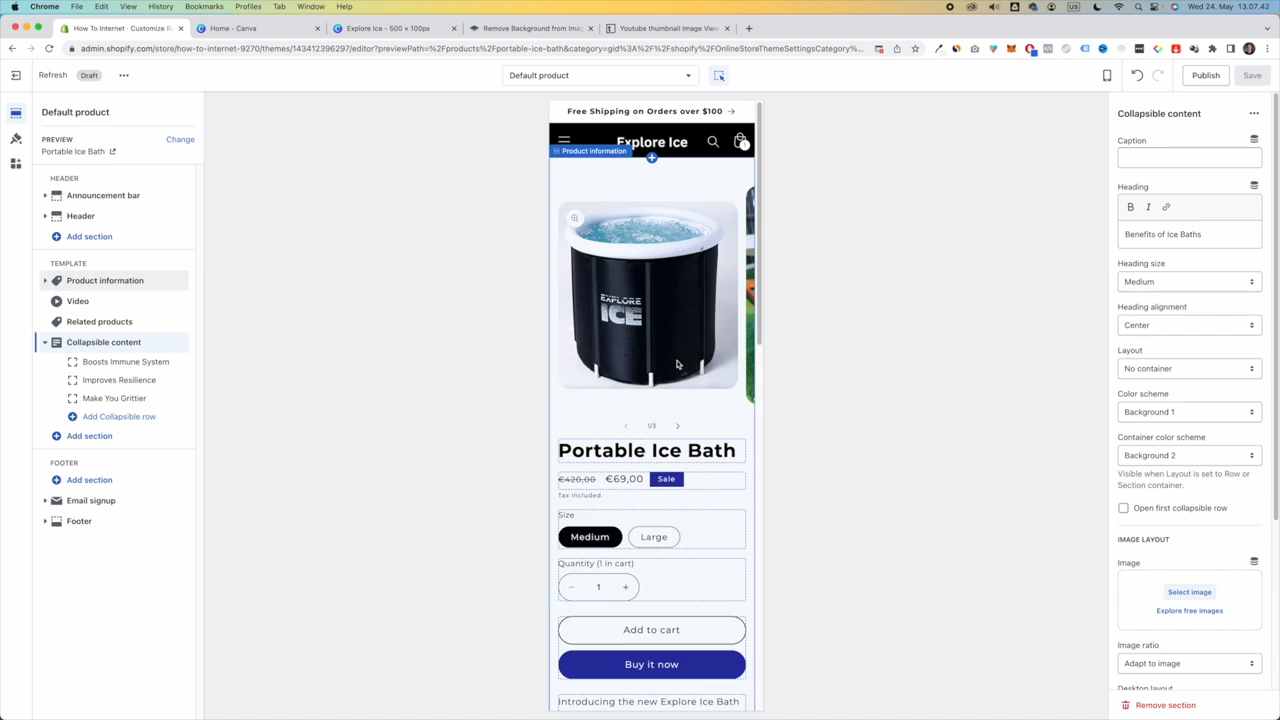 Chrome File Edit View History Bookmarks Profiles Tab Window Help
US
Wed 24. May 13.07.42
How To Internet · Customize R
Home – Canva
Explore Ice - 500 × 100px
Remove Background from Imag
Youtube thumbnail Image View
admin.shopify.com/store/how-to-internet-9270/themes/143412396297/editor?previewPath=%2Fproducts%2Fportable-ice-bath&category=gid%3A%2F%2Fshopify%2FOnlineStoreThemeSettingsCategory%...
Refresh
Draft
Default product
Publish
Save
Default product
PREVIEW
Change
Portable Ice Bath
HEADER
Announcement bar
Header
Add section
TEMPLATE
Product information
Video
Related products
Collapsible content
Boosts Immune System
Improves Resilience
Make You Grittier
Add Collapsible row
Add section
FOOTER
Add section
Email signup
Footer
Free Shipping on Orders over $100 →
Explore Ice
1
Product information
EXPLORE
ICE
1/3
Portable Ice Bath
€420,00 €69,00 Sale
Tax included.
Size
Medium
Large
Quantity (1 in cart)
− 1 +
Add to cart
Buy it now
Introducing the new Explore Ice Bath
Collapsible content
Caption
Heading
B I
Benefits of Ice Baths
Heading size
Medium
Heading alignment
Center
Layout
No container
Color scheme
Background 1
Container color scheme
Background 2
Visible when Layout is set to Row or
Section container.
Open first collapsible row
IMAGE LAYOUT
Image
Select image
Explore free images
Image ratio
Adapt to image
Desktop layout
Remove section